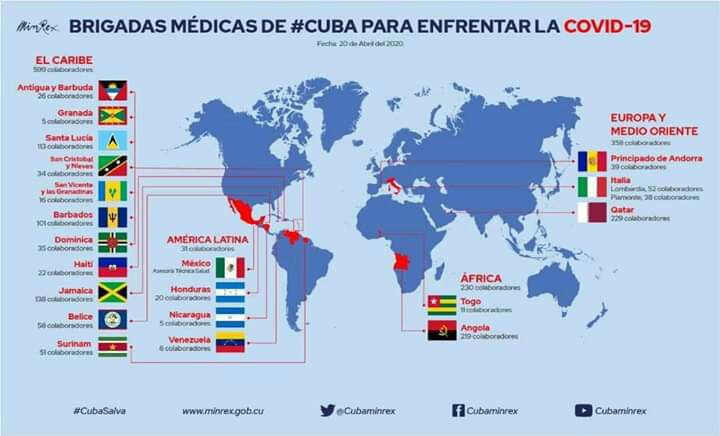 MinRex
BRIGADAS MÉDICAS DE #CUBA PARA ENFRENTAR LA COVID-19
Fecha: 20 de Abril del 2020
EL CARIBE
599 colaboradores
Antigua y Barbuda
26 colaboradores
Granada
5 colaboradores
Santa Lucía
113 colaboradores
San Cristobal
y Nieves
34 colaboradores
San Vicente
y las Granadinas
16 colaboradores
Barbados
101 colaboradores
Dominica
35 colaboradores
Haití
22 colaboradores
Jamaica
138 colaboradores
Belice
58 colaboradores
Surinam
51 colaboradores
AMÉRICA LATINA
31 colaboradores
México
Asesoría Técnica Salud
Honduras
20 colaboradores
Nicaragua
5 colaboradores
Venezuela
6 colaboradores
EUROPA Y
MEDIO ORIENTE
358 colaboradores
Principado de Andorra
39 colaboradores
Italia
Lombardía, 52 colaboradores
Piamonte, 38 colaboradores
Qatar
229 colaboradores
ÁFRICA
230 colaboradores
Togo
11 colaboradores
Angola
219 colaboradores
#CubaSalva
www.minrex.gob.cu
@Cubaminrex
Cubaminrex
Cubaminrex